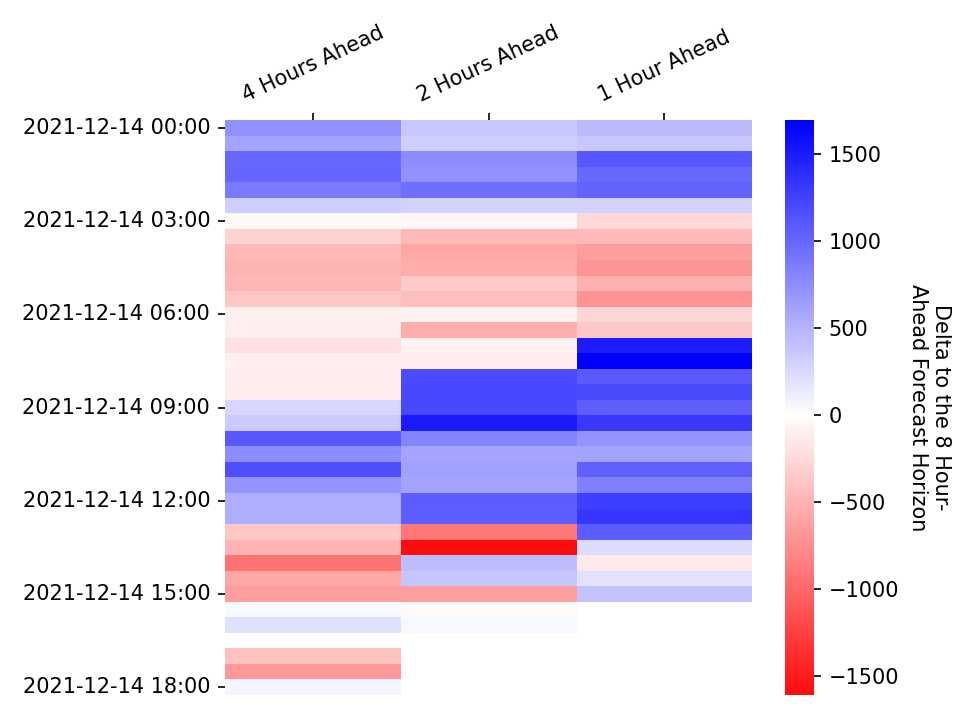 4 Hours Ahead
2 Hours Ahead
1 Hour Ahead
2021-12-14 00:00
2021-12-14 03:00
2021-12-14 06:00
2021-12-14 09:00
2021-12-14 12:00
2021-12-14 15:00
2021-12-14 18:00
1500
1000
500
0
−500
−1000
−1500
Delta to the 8 Hour-
Ahead Forecast Horizon